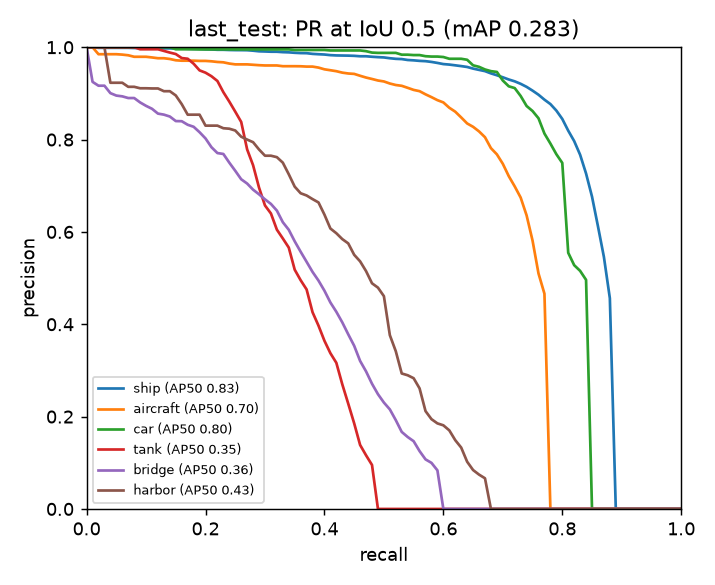 last_test: PR at IoU 0.5 (mAP 0.283)
precision
1.0
0.8
0.6
0.4
0.2
0.0
ship (AP50 0.83)
aircraft (AP50 0.70)
car (AP50 0.80)
tank (AP50 0.35)
bridge (AP50 0.36)
harbor (AP50 0.43)
0.0 0.2 0.4 0.6 0.8 1.0
recall